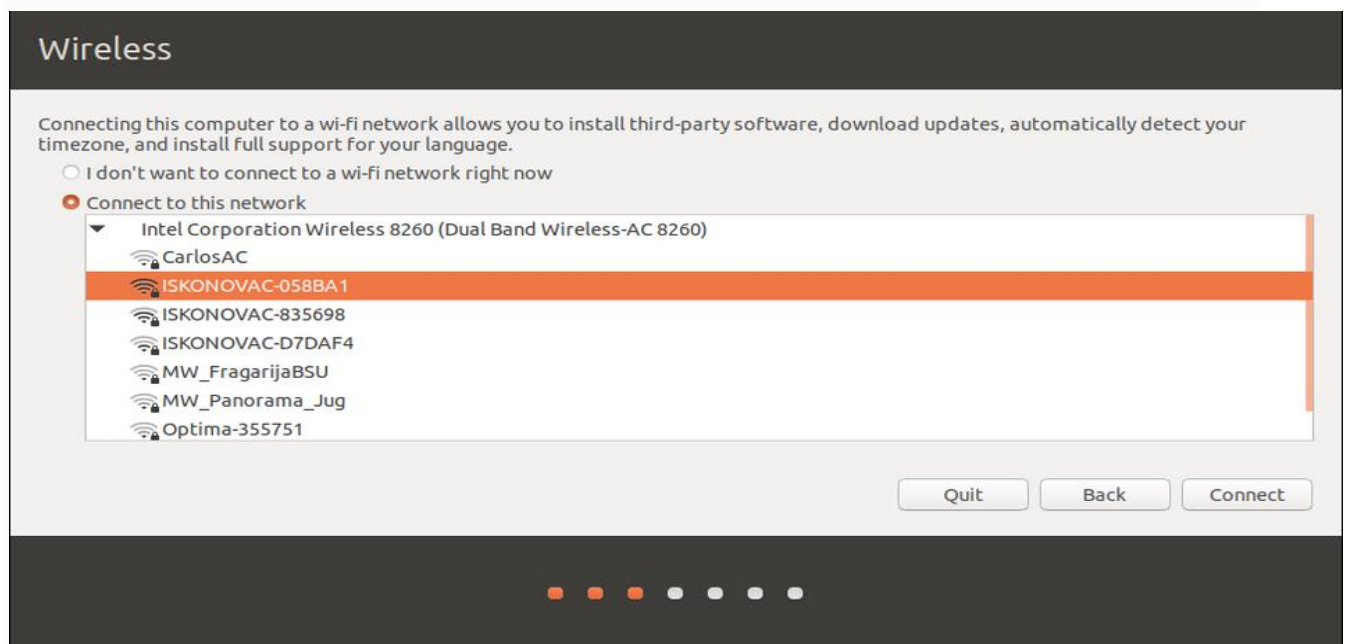 Wireless
Connecting this computer to a wi-fi network allows you to install third-party software, download updates, automatically detect your
timezone, and install full support for your language.
I don't want to connect to a wi-fi network right now
Connect to this network
Intel Corporation Wireless 8260 (Dual Band Wireless-AC 8260)
CarlosAC
ISKONOVAC-058BA1
ISKONOVAC-835698
ISKONOVAC-D7DAF4
MW_FragarijaBSU
MW_Panorama_Jug
Optima-355751
Quit Back Connect